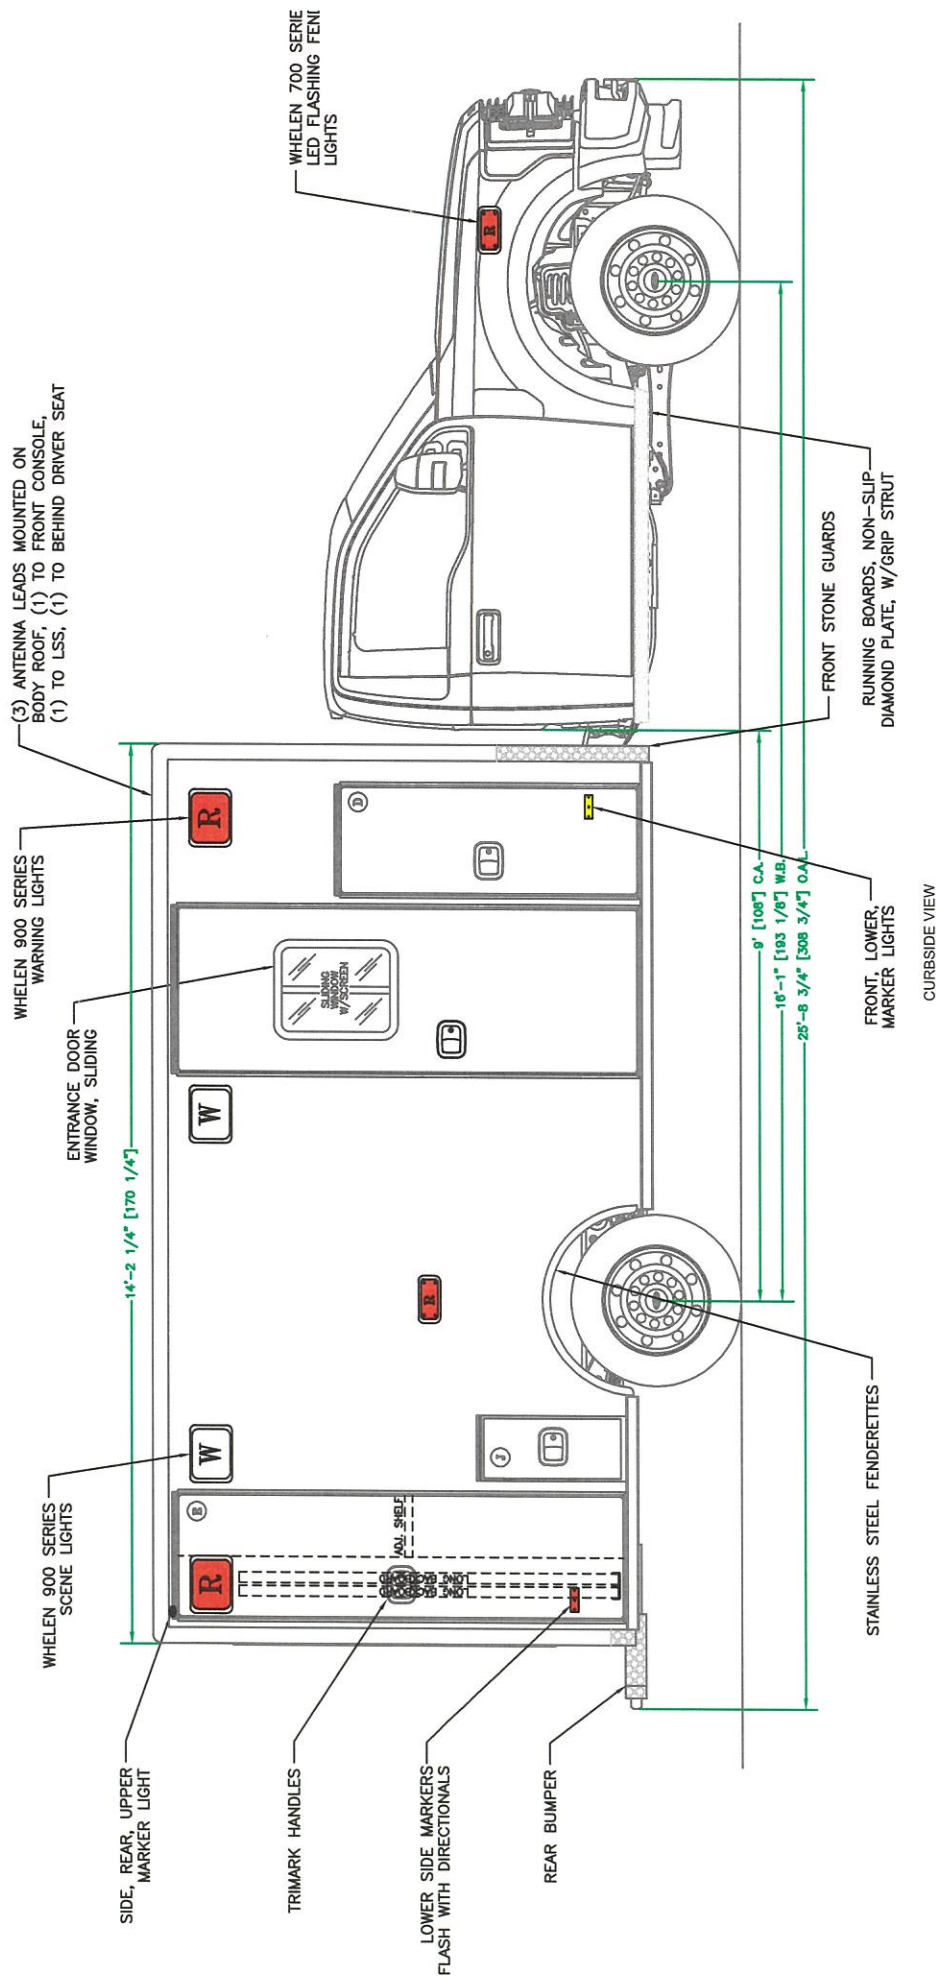 (3) ANTENNA LEADS MOUNTED ON
BODY ROOF, (1) TO FRONT CONSOLE,
(1) TO LSS, (1) TO BEHIND DRIVER SEAT
WHELEN 900 SERIES
WARNING LIGHTS
ENTRANCE DOOR
WINDOW, SLIDING
WHELEN 900 SERIES
SCENE LIGHTS
SIDE, REAR, UPPER
MARKER LIGHT
TRIMARK HANDLES
LOWER SIDE MARKERS
FLASH WITH DIRECTIONALS
REAR BUMPER
WHELEN 700 SERIE
LED FLASHING FENI
LIGHTS
14'-2 1/4" [170 1/4"]
R
W
W
R
E
ADJ. SHELF
LONG BACKBOARD
LONG BACKBOARD
J
R
SLIDING
WINDOW
W/SCREEN
D
R
9' [108"] C.A.
16'-1" [193 1/8"] W.B.
25'-8 3/4" [308 3/4"] O.A.L.
STAINLESS STEEL FENDERETTES
FRONT, LOWER,
MARKER LIGHTS
FRONT STONE GUARDS
RUNNING BOARDS, NON-SLIP
DIAMOND PLATE, W/GRIP STRUT
CURBSIDE VIEW